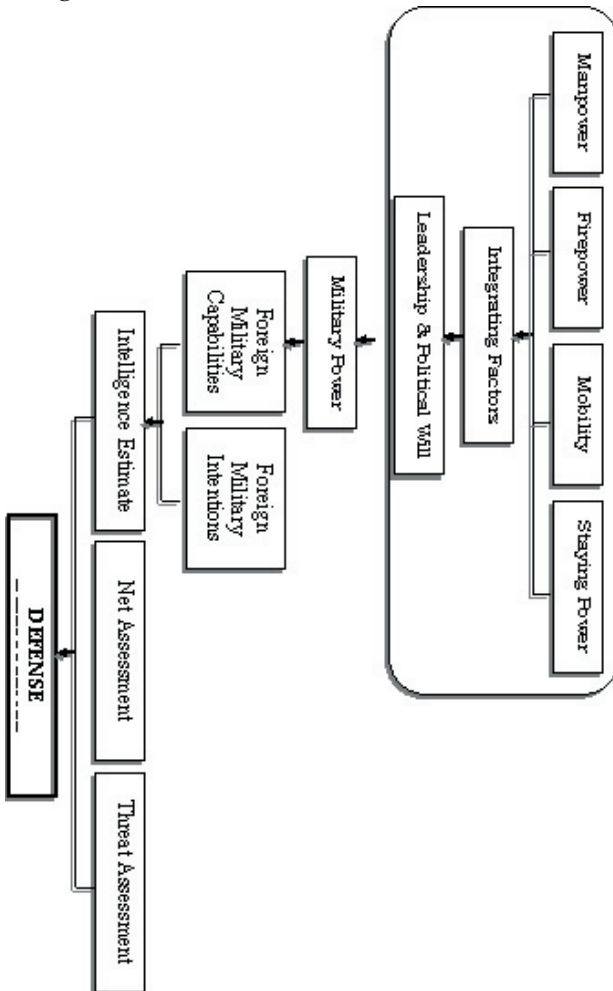 Manpower
Firepower
Mobility
Staying Power
Integrating Factors
Leadership & Political Will
Military Power
Foreign
Military
Capabilities
Foreign
Military
Intentions
Intelligence Estimate
Net Assessment
Threat Assessment
DEFENSE